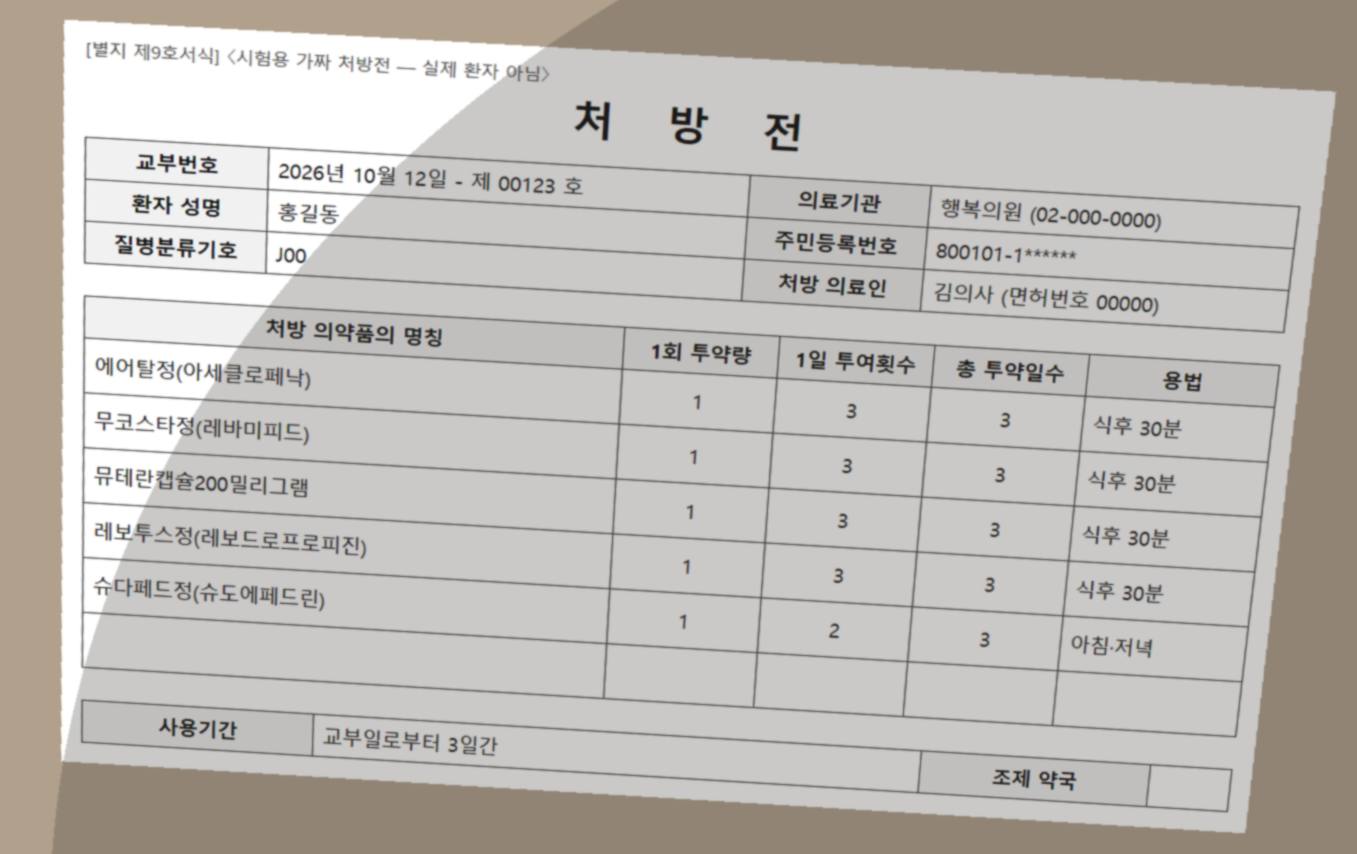 [별지 제9호서식] 〈시험용 가짜 처방전 — 실제 환자 아님〉
처 방 전
교부번호 2026년 10월 12일 - 제 00123 호 의료기관 행복의원 (02-000-0000)
환자 성명 홍길동 주민등록번호 800101-1******
질병분류기호 J00 처방 의료인 김의사 (면허번호 00000)
처방 의약품의 명칭 1회 투약량 1일 투여횟수 총 투약일수 용법
에어탈정(아세클로페낙) 1 3 3 식후 30분
무코스타정(레바미피드) 1 3 3 식후 30분
뮤테란캡슐200밀리그램 1 3 3 식후 30분
레보투스정(레보드로프로피진) 1 3 3 식후 30분
슈다페드정(슈도에페드린) 1 2 3 아침·저녁
사용기간 교부일로부터 3일간 조제 약국